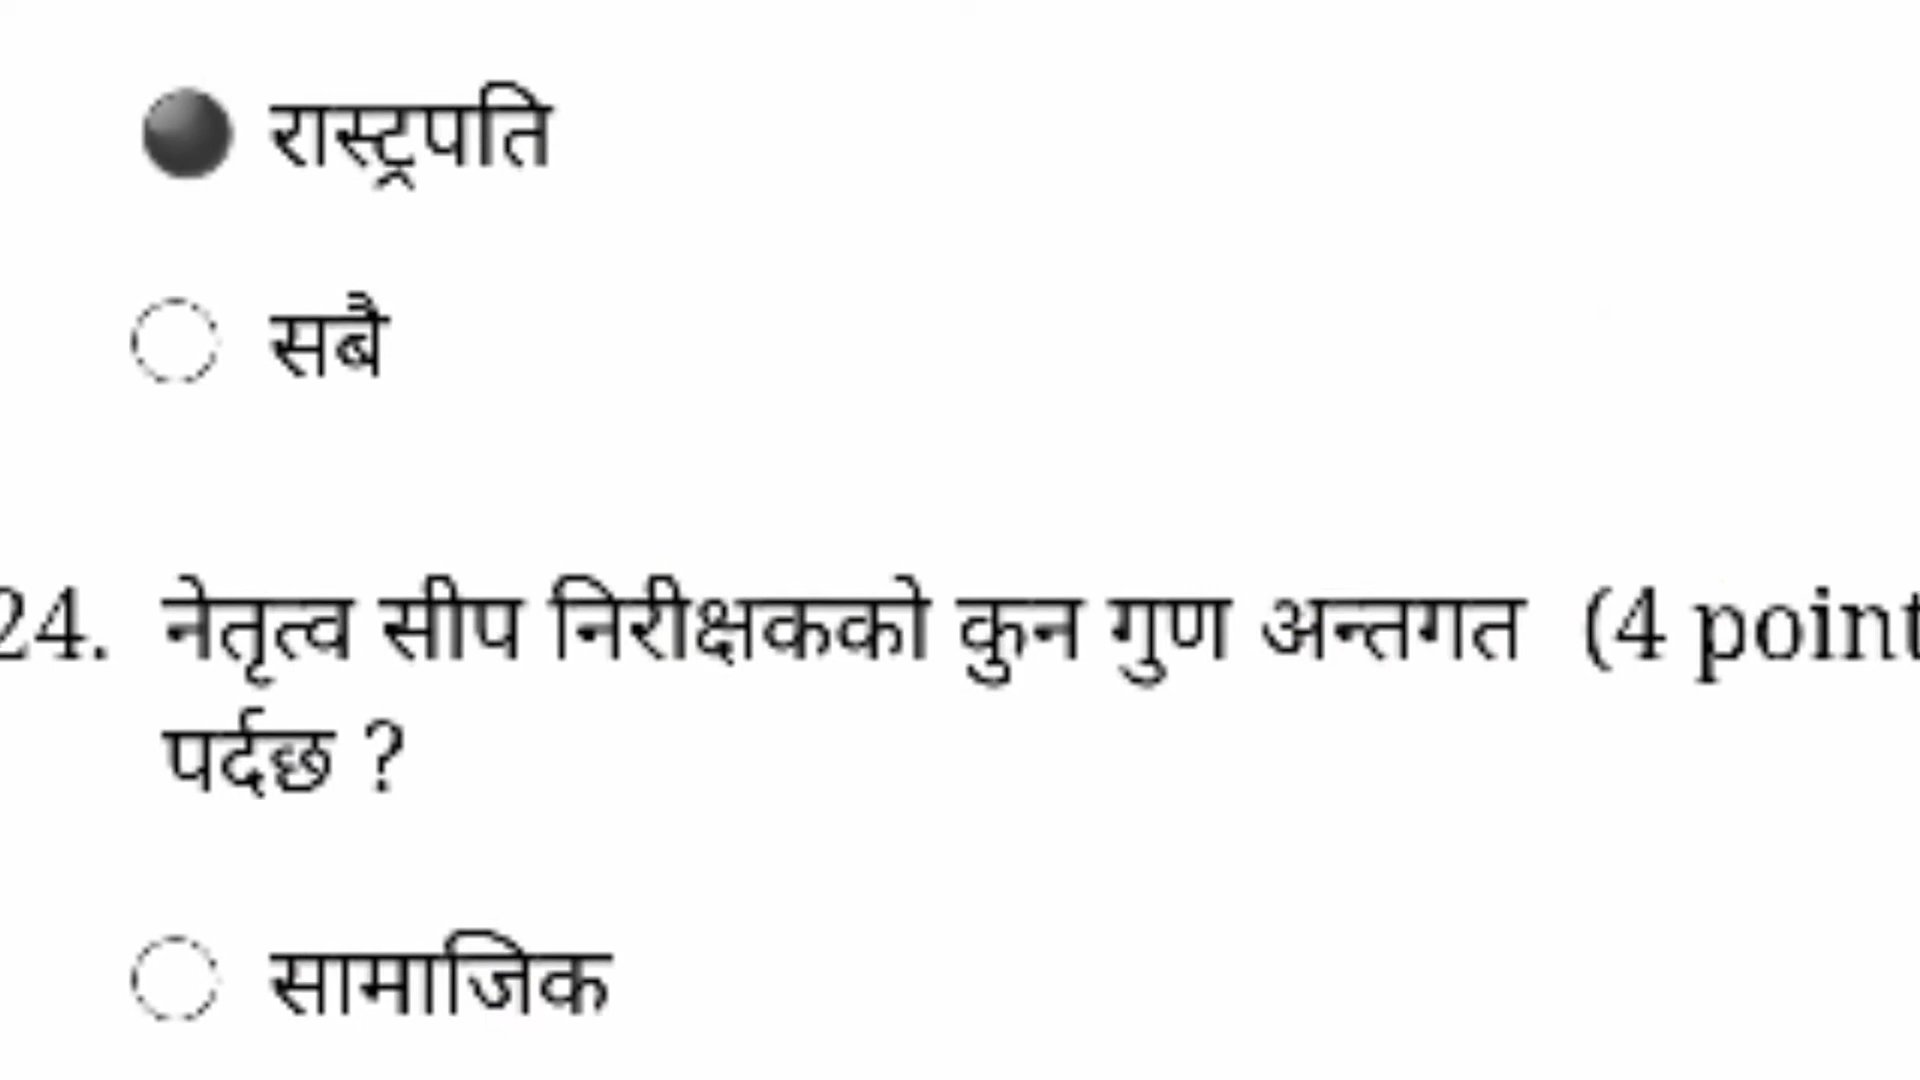 रास्ट्रपति
सबै
24. नेतृत्व सीप निरीक्षकको कुन गुण अन्तगत (4 point
पर्दछ ?
सामाजिक